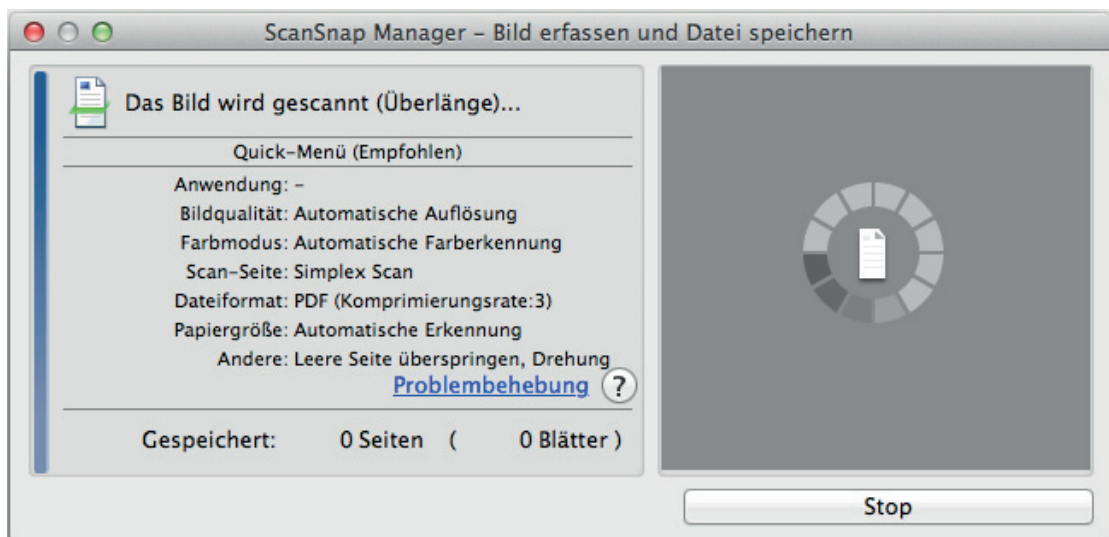 ScanSnap Manager – Bild erfassen und Datei speichern
Das Bild wird gescannt (Überlänge)...
Quick-Menü (Empfohlen)
Anwendung: –
Bildqualität: Automatische Auflösung
Farbmodus: Automatische Farberkennung
Scan-Seite: Simplex Scan
Dateiformat: PDF (Komprimierungsrate:3)
Papiergröße: Automatische Erkennung
Andere: Leere Seite überspringen, Drehung
Problembehebung ?
Gespeichert: 0 Seiten ( 0 Blätter )
Stop